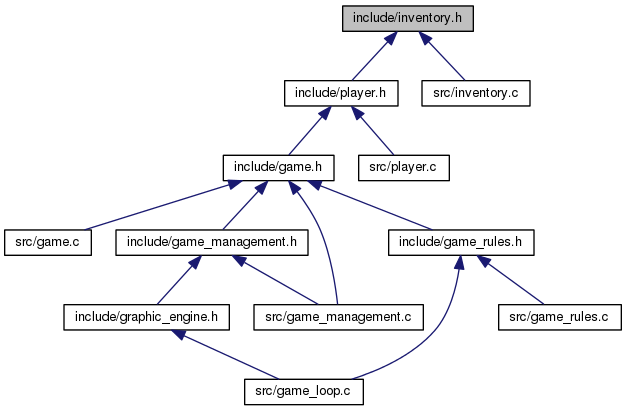 include/inventory.h
include/player.h
src/inventory.c
include/game.h
src/player.c
src/game.c
include/game_management.h
include/game_rules.h
include/graphic_engine.h
src/game_management.c
src/game_rules.c
src/game_loop.c